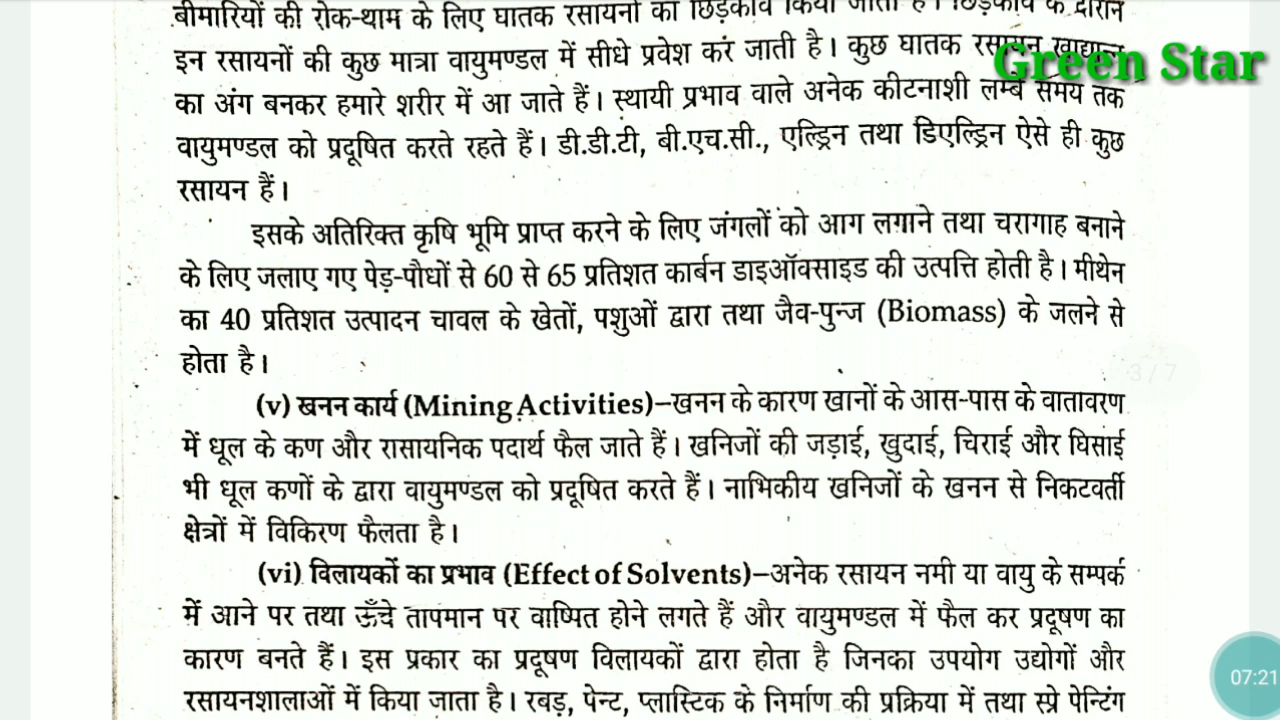 बीमारियों की रोक-थाम के लिए घातक रसायनों का छिड़काव किया जाता है। छिड़काव के दौरान
इन रसायनों की कुछ मात्रा वायुमण्डल में सीधे प्रवेश कर जाती है। कुछ घातक रसायन खाद्यान्न
Green Star
का अंग बनकर हमारे शरीर में आ जाते हैं। स्थायी प्रभाव वाले अनेक कीटनाशी लम्बे समय तक
वायुमण्डल को प्रदूषित करते रहते हैं। डी.डी.टी, बी.एच.सी., एल्ड्रिन तथा डिएल्ड्रिन ऐसे ही कुछ
रसायन हैं।
इसके अतिरिक्त कृषि भूमि प्राप्त करने के लिए जंगलों को आग लगाने तथा चरागाह बनाने
के लिए जलाए गए पेड़-पौधों से 60 से 65 प्रतिशत कार्बन डाइऑक्साइड की उत्पत्ति होती है। मीथेन
का 40 प्रतिशत उत्पादन चावल के खेतों, पशुओं द्वारा तथा जैव-पुन्ज (Biomass) के जलने से
होता है।
3/7
(v) खनन कार्य (Mining Activities)–खनन के कारण खानों के आस-पास के वातावरण
में धूल के कण और रासायनिक पदार्थ फैल जाते हैं। खनिजों की जड़ाई, खुदाई, चिराई और घिसाई
भी धूल कणों के द्वारा वायुमण्डल को प्रदूषित करते हैं। नाभिकीय खनिजों के खनन से निकटवर्ती
क्षेत्रों में विकिरण फैलता है।
(vi) विलायकों का प्रभाव (Effect of Solvents)–अनेक रसायन नमी या वायु के सम्पर्क
में आने पर तथा ऊँचे तापमान पर वाष्पित होने लगते हैं और वायुमण्डल में फैल कर प्रदूषण का
कारण बनते हैं। इस प्रकार का प्रदूषण विलायकों द्वारा होता है जिनका उपयोग उद्योगों और
07:21
रसायनशालाओं में किया जाता है। रबड़, पेन्ट, प्लास्टिक के निर्माण की प्रक्रिया में तथा स्प्रे पेन्टिंग